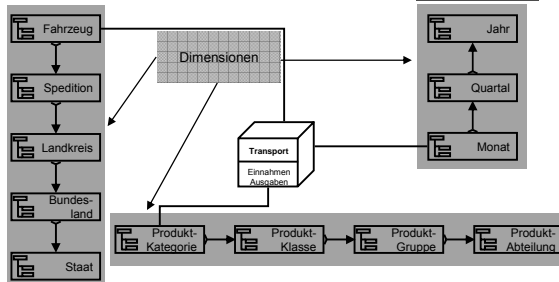 Fahrzeug
Spedition
Landkreis
Bundes-
land
Staat
Dimensionen
Transport
Einnahmen
Ausgaben
Jahr
Quartal
Monat
Produkt-
Kategorie
Produkt-
Klasse
Produkt-
Gruppe
Produkt-
Abteilung